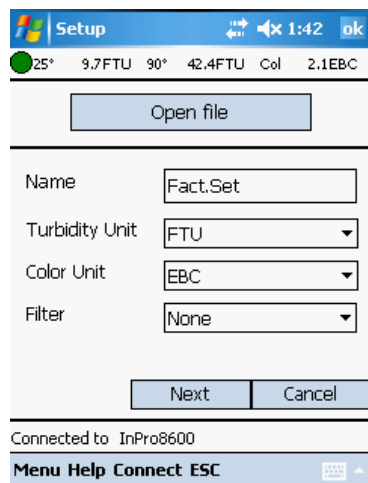 Setup 1:42 ok
25° 9.7FTU 90° 42.4FTU Col 2.1EBC
Open file
Name Fact.Set
Turbidity Unit FTU
Color Unit EBC
Filter None
Next Cancel
Connected to InPro8600
Menu Help Connect ESC